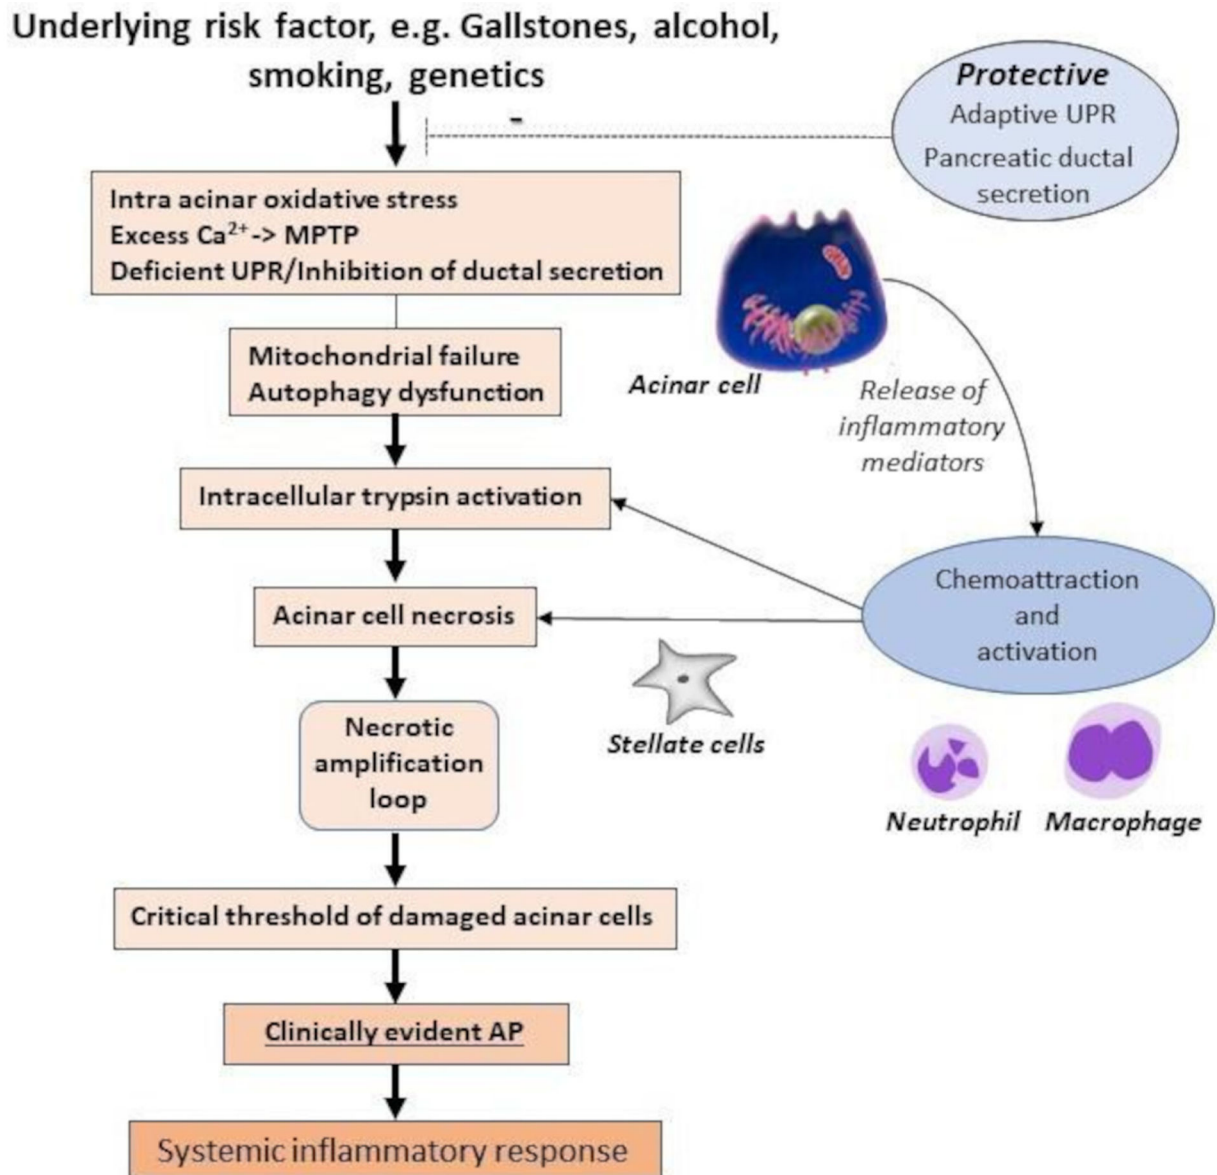 Underlying risk factor, e.g. Gallstones, alcohol,
smoking, genetics
-
Protective
Adaptive UPR
Pancreatic ductal
secretion
Intra acinar oxidative stress
Excess Ca²⁺-> MPTP
Deficient UPR/Inhibition of ductal secretion
Mitochondrial failure
Autophagy dysfunction
Acinar cell
Release of
inflammatory
mediators
Intracellular trypsin activation
Acinar cell necrosis
Chemoattraction
and
activation
Stellate cells
Necrotic
amplification
loop
Neutrophil
Macrophage
Critical threshold of damaged acinar cells
Clinically evident AP
Systemic inflammatory response